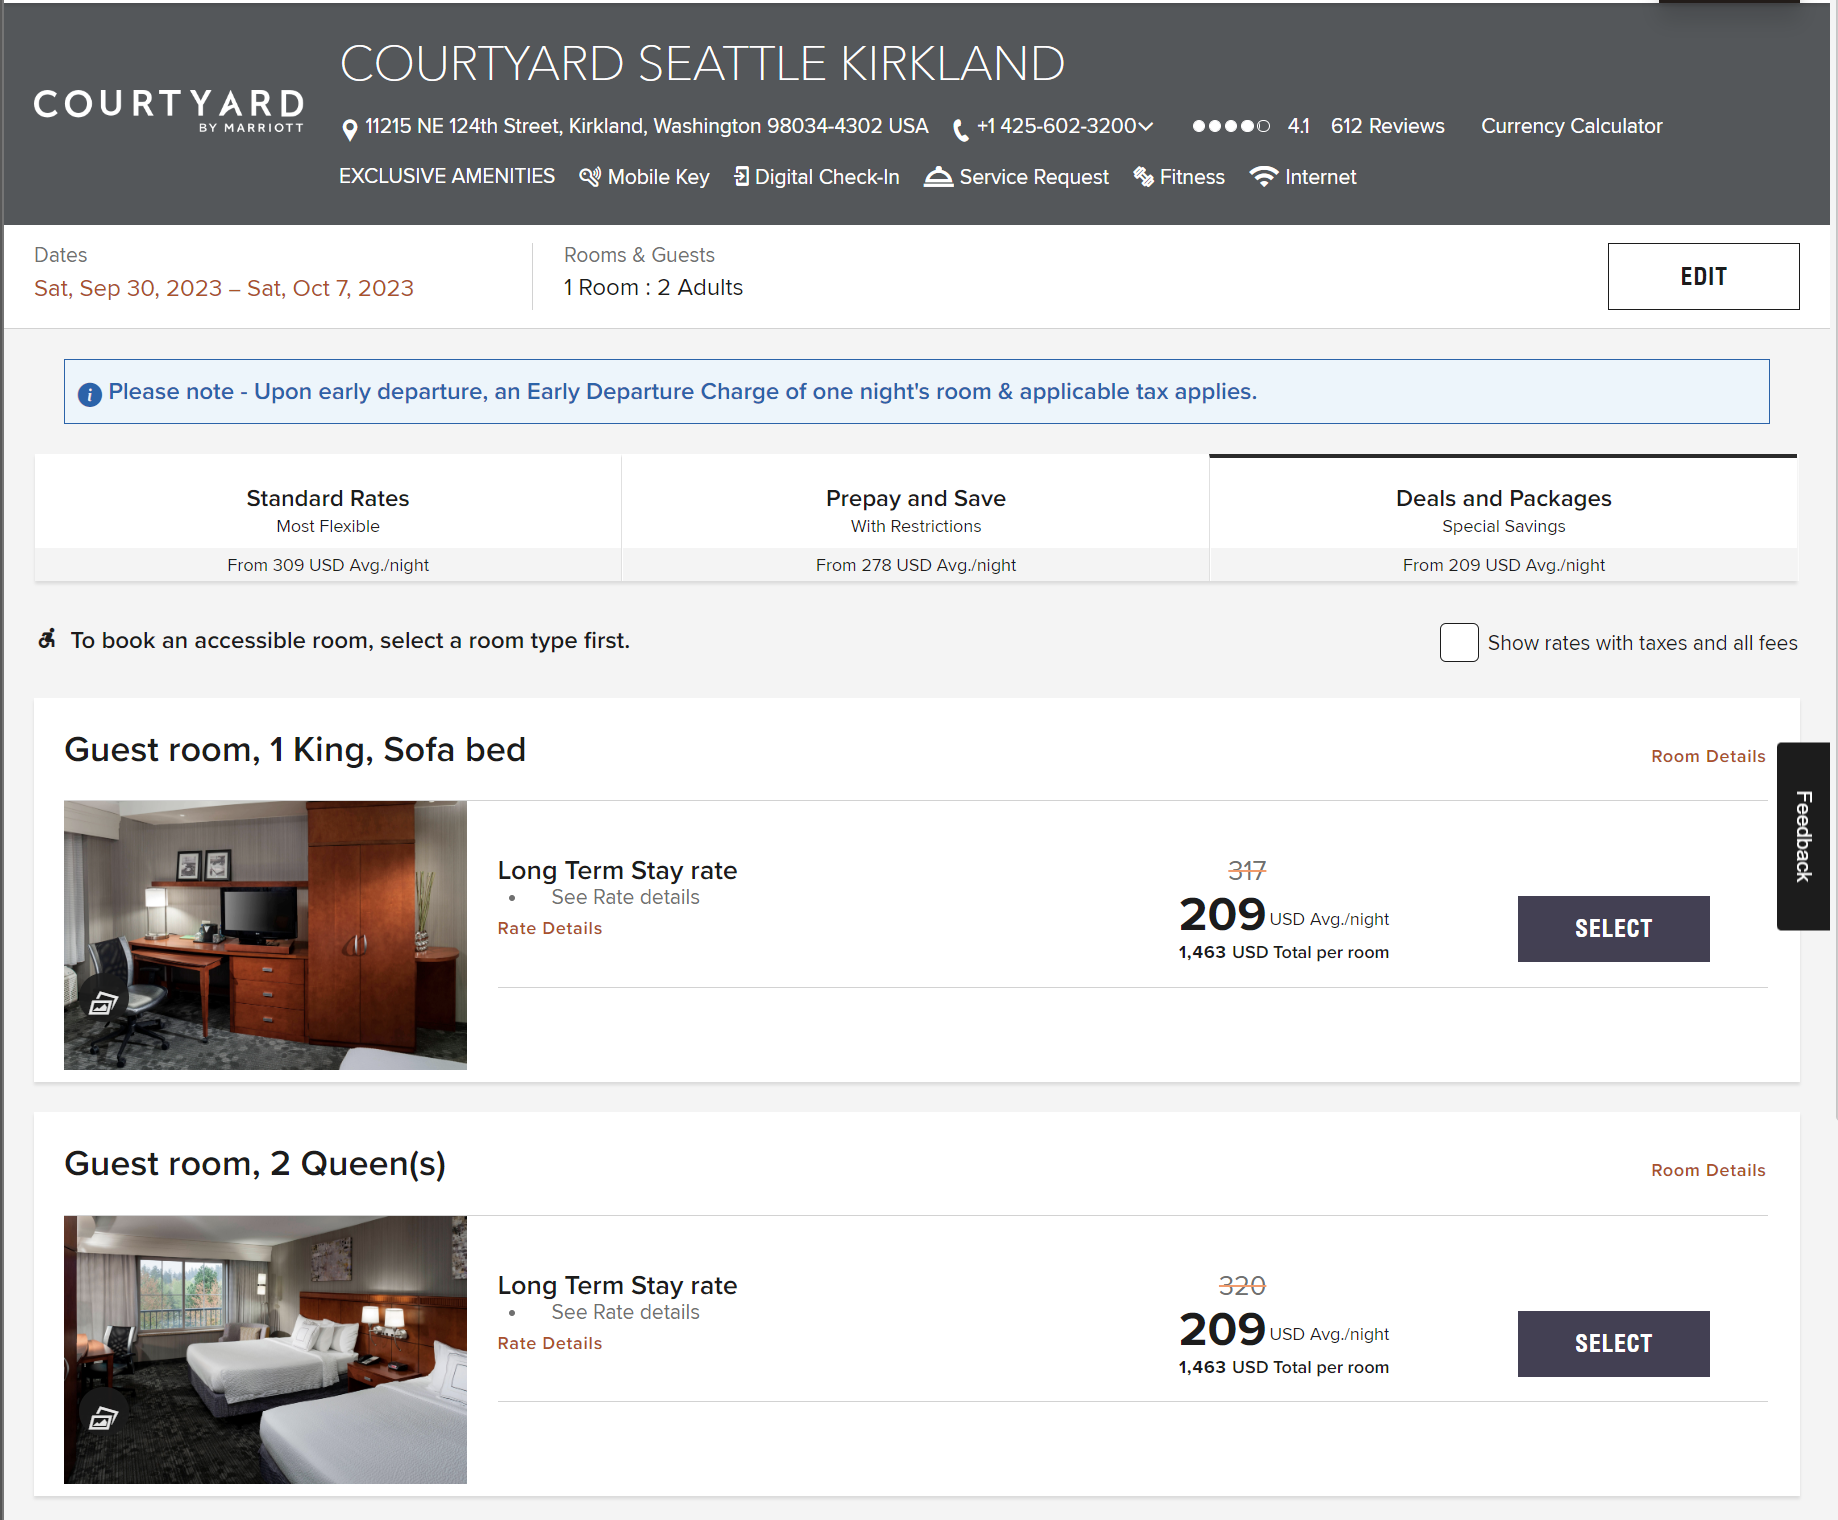 COURTYARD
BY MARRIOTT
COURTYARD SEATTLE KIRKLAND
11215 NE 124th Street, Kirkland, Washington 98034-4302 USA +1 425-602-3200 4.1 612 Reviews Currency Calculator
EXCLUSIVE AMENITIES Mobile Key Digital Check-In Service Request Fitness Internet
Dates
Sat, Sep 30, 2023 – Sat, Oct 7, 2023
Rooms & Guests
1 Room : 2 Adults
EDIT
Please note - Upon early departure, an Early Departure Charge of one night's room & applicable tax applies.
Standard Rates
Most Flexible
From 309 USD Avg./night
Prepay and Save
With Restrictions
From 278 USD Avg./night
Deals and Packages
Special Savings
From 209 USD Avg./night
To book an accessible room, select a room type first.
Show rates with taxes and all fees
Guest room, 1 King, Sofa bed
Room Details
Long Term Stay rate
• See Rate details
Rate Details
317
209 USD Avg./night
1,463 USD Total per room
SELECT
Feedback
Guest room, 2 Queen(s)
Room Details
Long Term Stay rate
• See Rate details
Rate Details
320
209 USD Avg./night
1,463 USD Total per room
SELECT